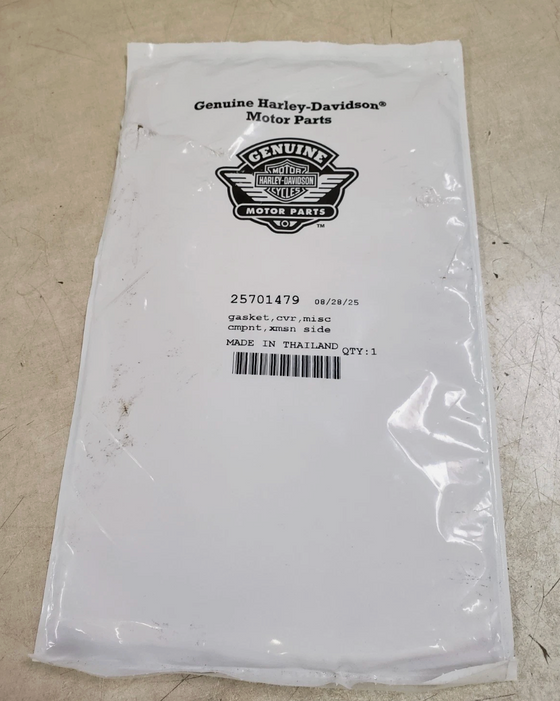 Genuine Harley-Davidson®
Motor Parts
GENUINE
MOTOR
HARLEY-DAVIDSON
CYCLES
MOTOR PARTS
™
25701479 08/28/25
gasket,cvr,misc
cmpnt,xmsn side
MADE IN THAILAND QTY:1